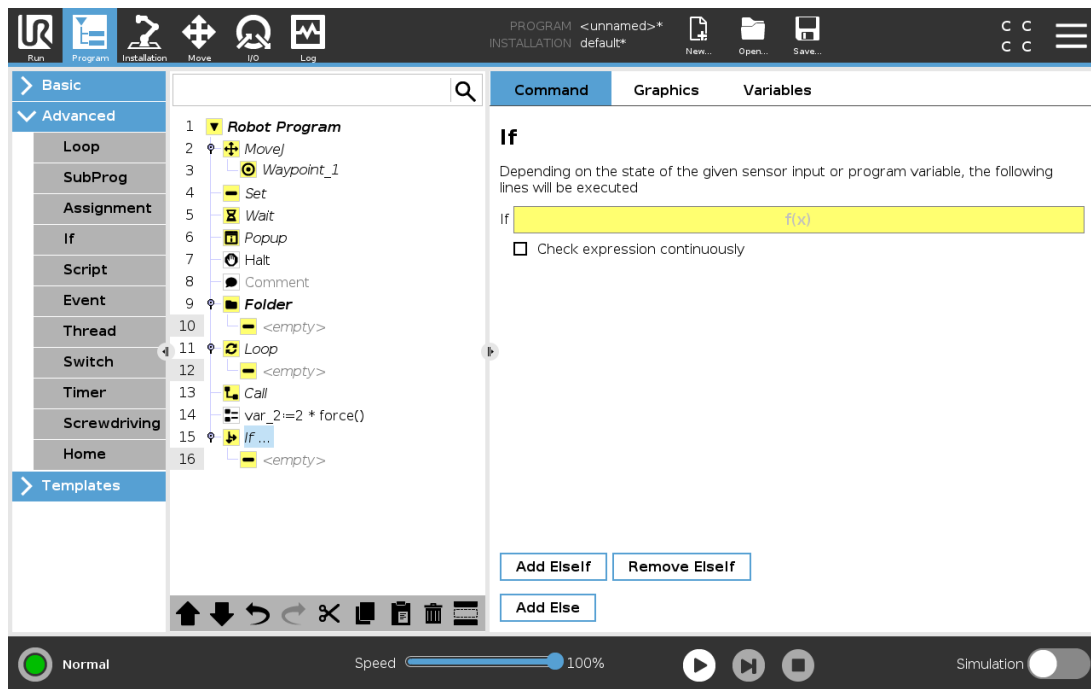 PROGRAM <unnamed>*
INSTALLATION default*
UR
Run
Program
Installation
Move
I/O
Log
New...
Open...
Save...
C C
C C
Basic
Advanced
Loop
SubProg
Assignment
If
Script
Event
Thread
Switch
Timer
Screwdriving
Home
Templates
1 Robot Program
2 MoveJ
3 Waypoint_1
4 Set
5 Wait
6 Popup
7 Halt
8 Comment
9 Folder
10 <empty>
11 Loop
12 <empty>
13 Call
14 var_2:=2 * force()
15 If ...
16 <empty>
Command Graphics Variables
If
Depending on the state of the given sensor input or program variable, the following
lines will be executed
If f(x)
Check expression continuously
Add ElseIf Remove ElseIf
Add Else
Normal
Speed 100%
Simulation